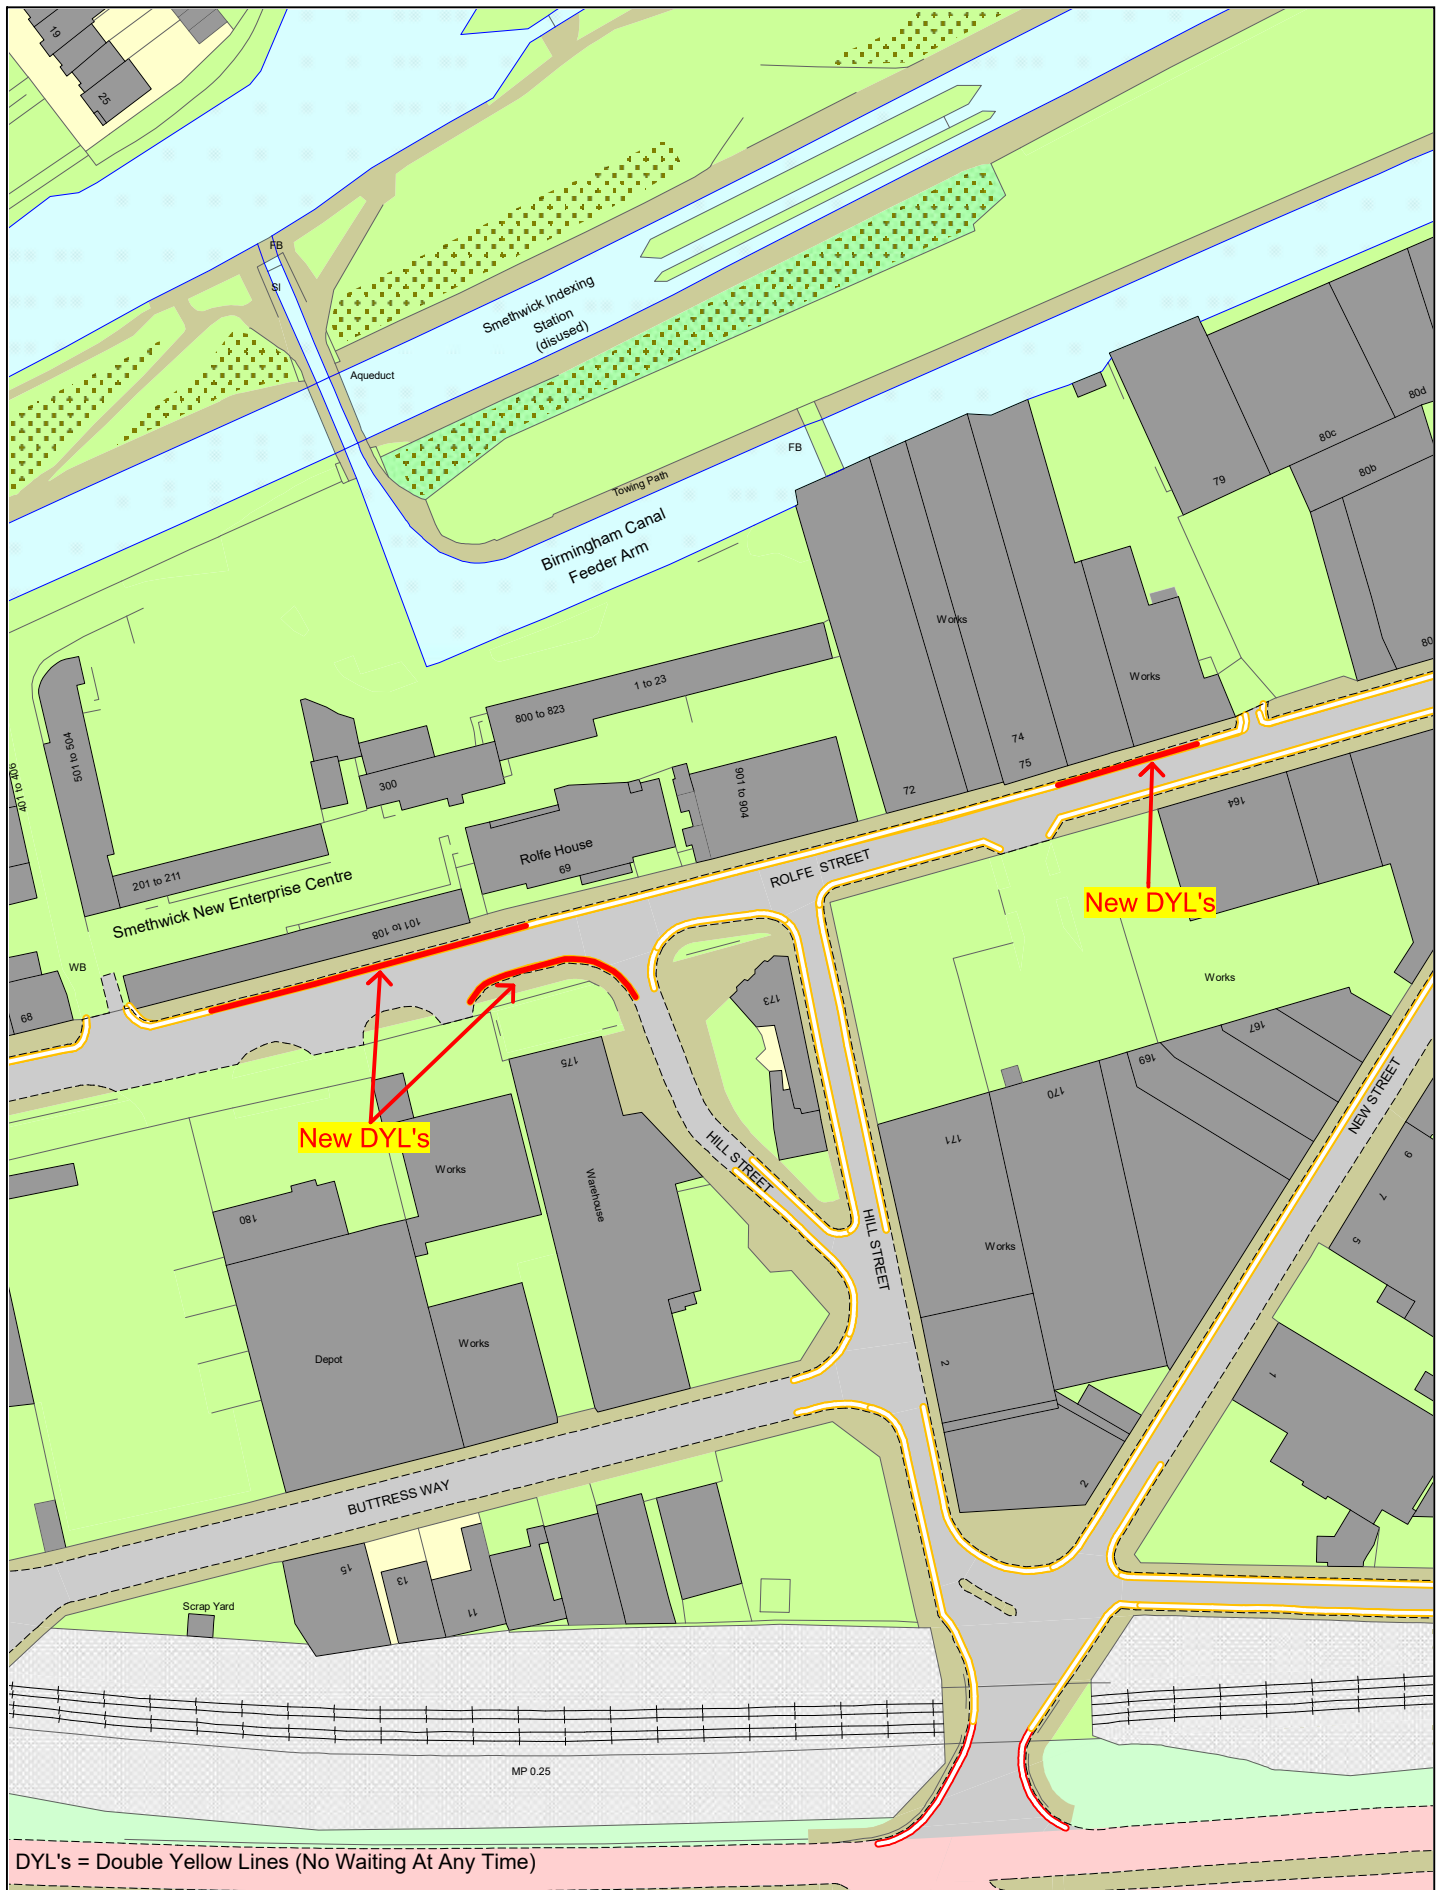 19
25
FB
SI
Smethwick Indexing
Station
(disused)
Aqueduct
80d
80c
80b
79
FB
Towing Path
Birmingham Canal
Feeder Arm
Works
Works
80
1 to 23
800 to 823
501 to 504
401 to 406
300
74
75
72
901 to 904
164
Rolfe House
69
ROLFE STREET
201 to 211
Smethwick New Enterprise Centre
101 to 108
New DYL's
WB
68
Works
173
167
169
170
171
175
NEW STREET
New DYL's
HILL STREET
Works
Warehouse
9
7
5
180
HILL STREET
Works
Works
Depot
2
1
2
BUTTRESS WAY
15
13
11
Scrap Yard
MP 0.25
DYL's = Double Yellow Lines (No Waiting At Any Time)